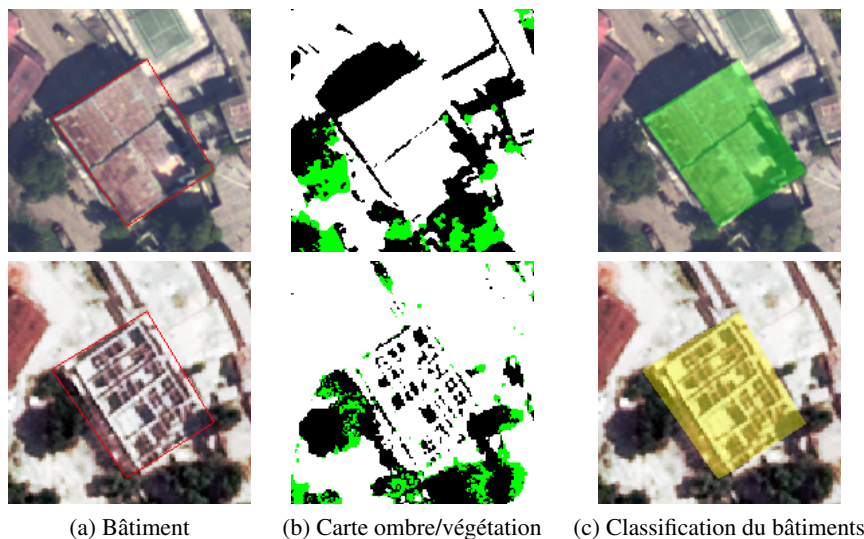 (a) Bâtiment
(b) Carte ombre/végétation
(c) Classification du bâtiments